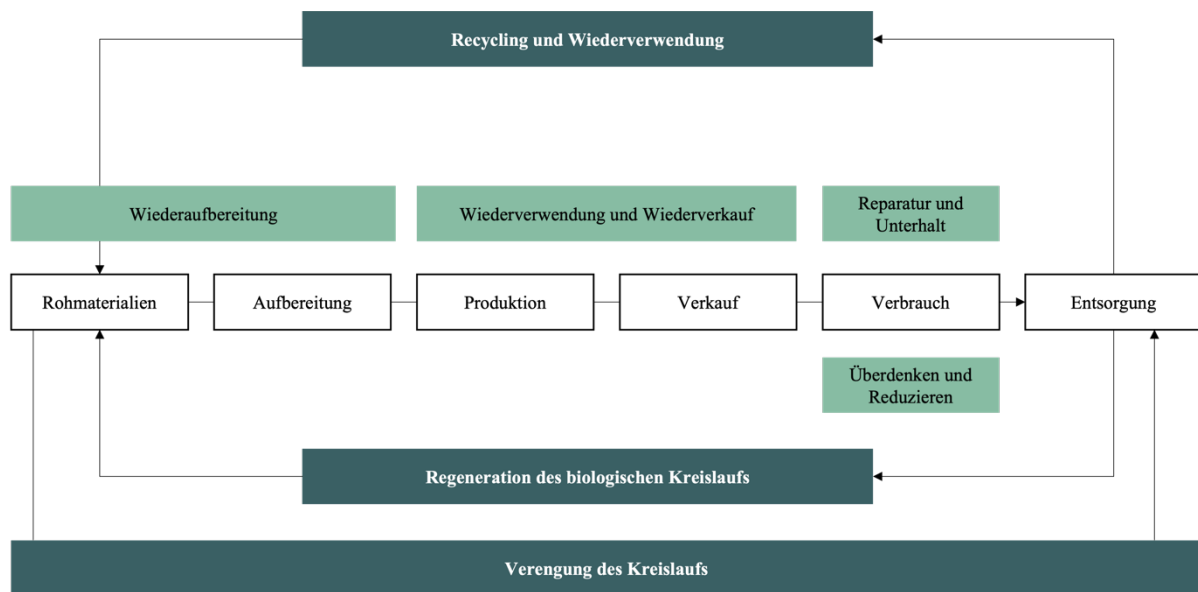 Recycling und Wiederverwendung
Wiederaufbereitung
Wiederverwendung und Wiederverkauf
Reparatur und
Unterhalt
Rohmaterialien
Aufbereitung
Produktion
Verkauf
Verbrauch
Entsorgung
Überdenken und
Reduzieren
Regeneration des biologischen Kreislaufs
Verengung des Kreislaufs